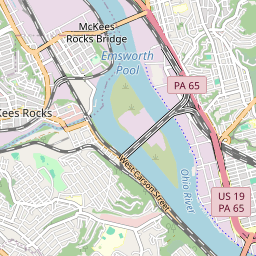 McKees
Rocks Bridge
Emsworth
Pool
PA 65
Kees Rocks
West Carson Street
Ohio River
US 19
PA 65